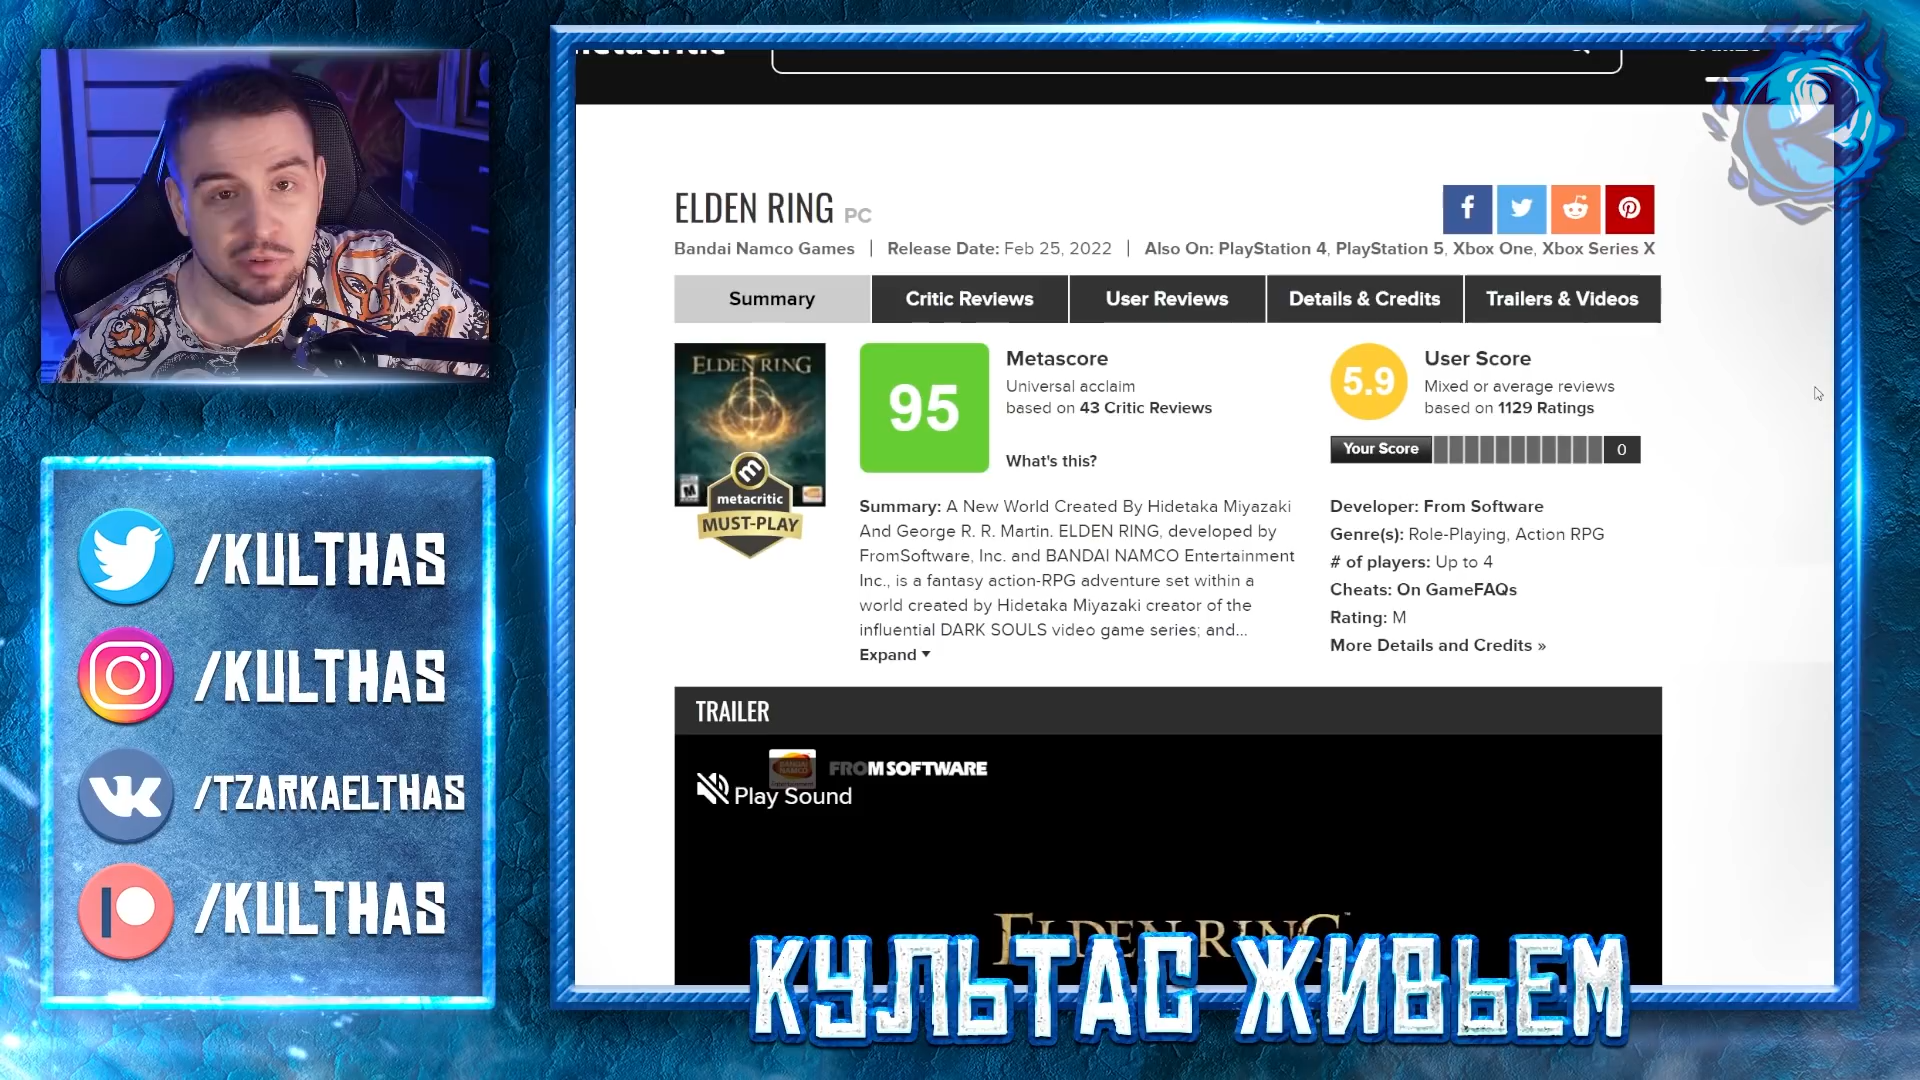 metacritic
ELDEN RING PC
Bandai Namco Games | Release Date: Feb 25, 2022 | Also On: PlayStation 4, PlayStation 5, Xbox One, Xbox Series X
Summary
Critic Reviews
User Reviews
Details & Credits
Trailers & Videos
ELDEN RING
metacritic
MUST-PLAY
95
Metascore
Universal acclaim
based on 43 Critic Reviews
What's this?
5.9
User Score
Mixed or average reviews
based on 1129 Ratings
Your Score
0
Summary: A New World Created By Hidetaka Miyazaki
And George R. R. Martin. ELDEN RING, developed by
FromSoftware, Inc. and BANDAI NAMCO Entertainment
Inc., is a fantasy action-RPG adventure set within a
world created by Hidetaka Miyazaki creator of the
influential DARK SOULS video game series; and...
Expand
Developer: From Software
Genre(s): Role-Playing, Action RPG
# of players: Up to 4
Cheats: On GameFAQs
Rating: M
More Details and Credits »
TRAILER
BANDAI NAMCO
FROMSOFTWARE
Play Sound
ELDEN RING
/KULTHAS
/KULTHAS
/TZARKAELTHAS
/KULTHAS
КУЛЬТАС ЖИВЬЕМ